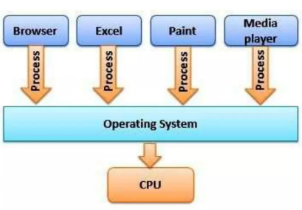 Browser
Excel
Paint
Media
player
Process
Process
Process
Process
Operating System
CPU